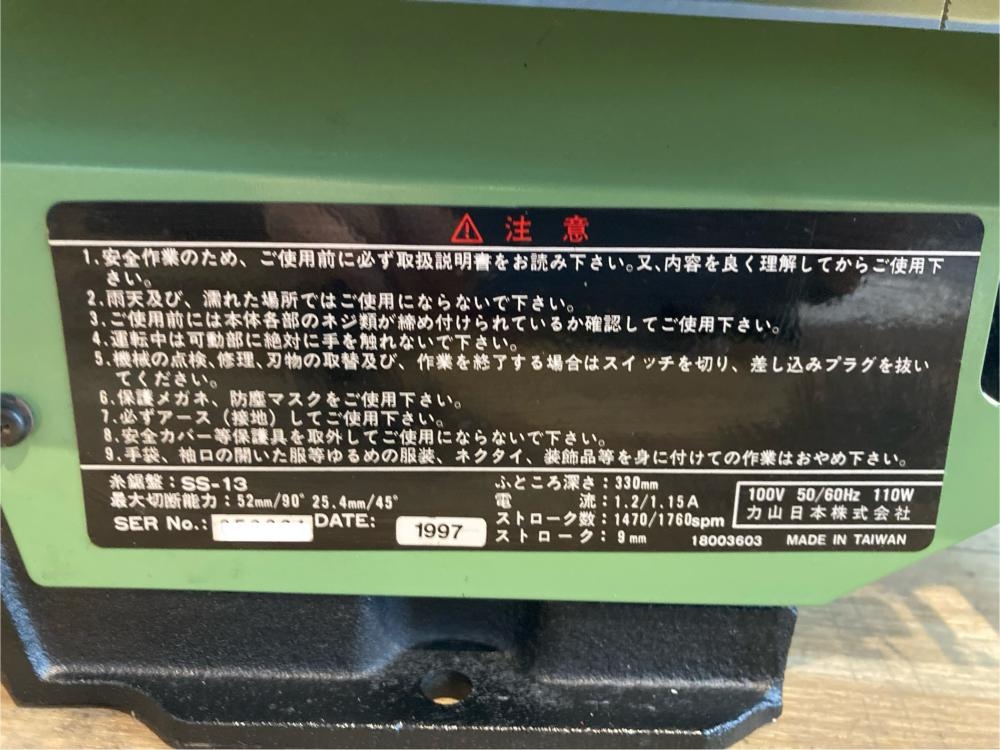 ⚠ 注意
1.安全作業のため、ご使用前に必ず取扱説明書をお読み下さい。又、内容を良く理解してからご使用下
さい。
2.雨天及び、濡れた場所ではご使用にならないで下さい。
3.ご使用前には本体各部のネジ類が締め付けられているか確認してご使用下さい。
4.運転中は可動部に絶対に手を触れないで下さい。
5.機械の点検、修理、刃物の取替及び、作業を終了する場合はスイッチを切り、差し込みプラグを抜い
てください。
6.保護メガネ、防塵マスクをご使用下さい。
7.必ずアース（接地）してご使用下さい。
8.安全カバー等保護具を取外してご使用にならないで下さい。
9.手袋、袖口の開いた服等ゆるめの服装、ネクタイ、装飾品等を身に付けての作業はおやめ下さい。
糸鋸盤：SS-13
最大切断能力：52mm/90° 25.4mm/45°
SER No.: DATE: 1997
ふところ深さ：330mm
電流：1.2/1.15A
ストローク数：1470/1760spm
ストローク：9mm
100V 50/60Hz 110W
力山日本株式会社
18003603 MADE IN TAIWAN